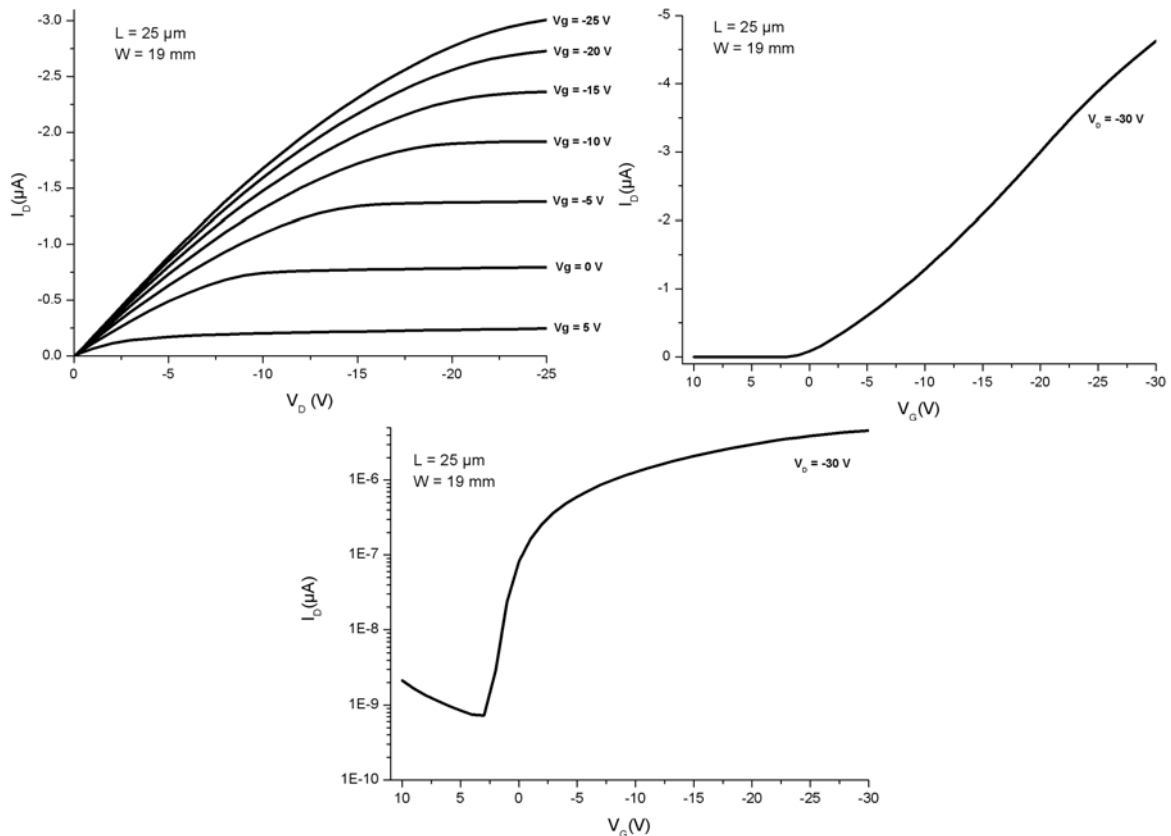 L = 25 µm
W = 19 mm
-3.0
-2.5
-2.0
-1.5
-1.0
-0.5
0.0
I_D(µA)
Vg = -25 V
Vg = -20 V
Vg = -15 V
Vg = -10 V
Vg = -5 V
Vg = 0 V
Vg = 5 V
0 -5 -10 -15 -20 -25
V_D (V)
L = 25 µm
W = 19 mm
-5
-4
-3
-2
-1
0
I_D(µA)
V_D = -30 V
10 5 0 -5 -10 -15 -20 -25 -30
V_G(V)
L = 25 µm
W = 19 mm
V_D = -30 V
1E-6
1E-7
1E-8
1E-9
1E-10
I_D(µA)
10 5 0 -5 -10 -15 -20 -25 -30
V_G(V)